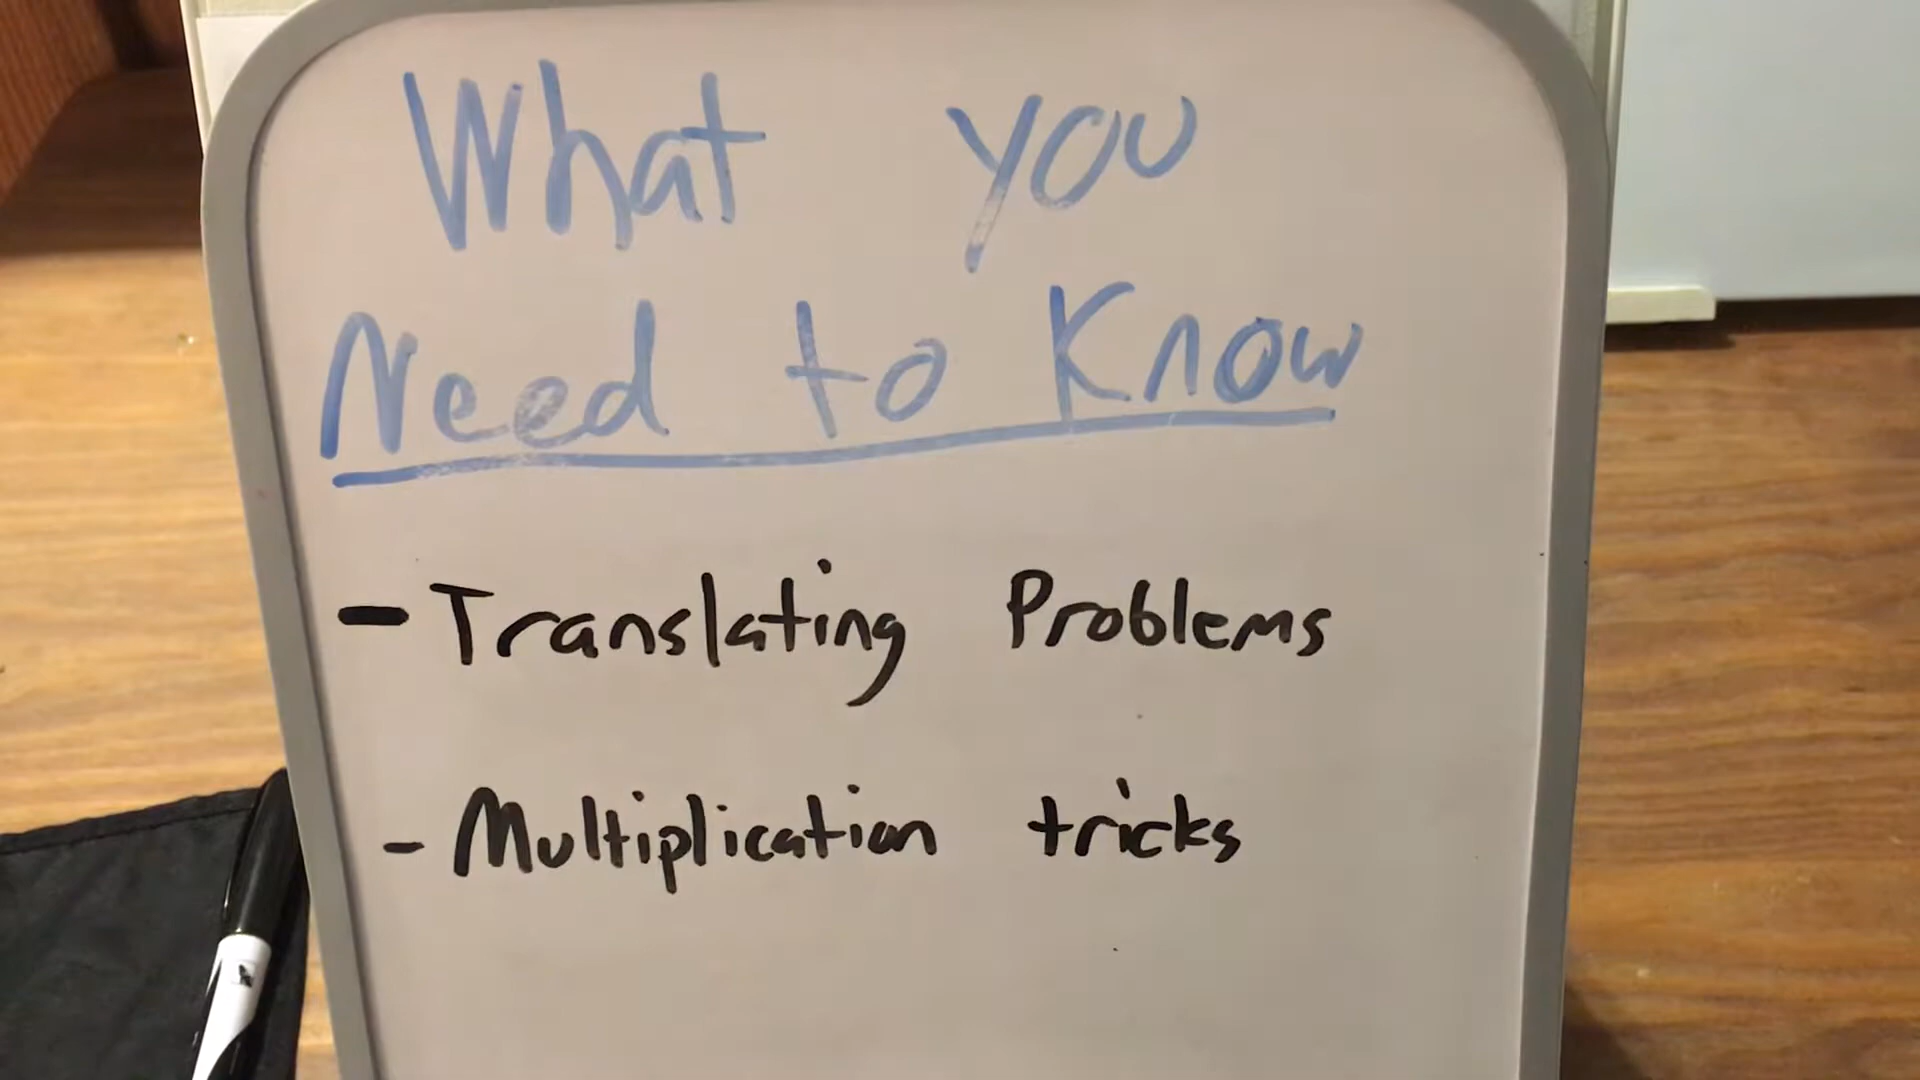 What you
Need to Know
- Translating Problems
- Multiplication tricks